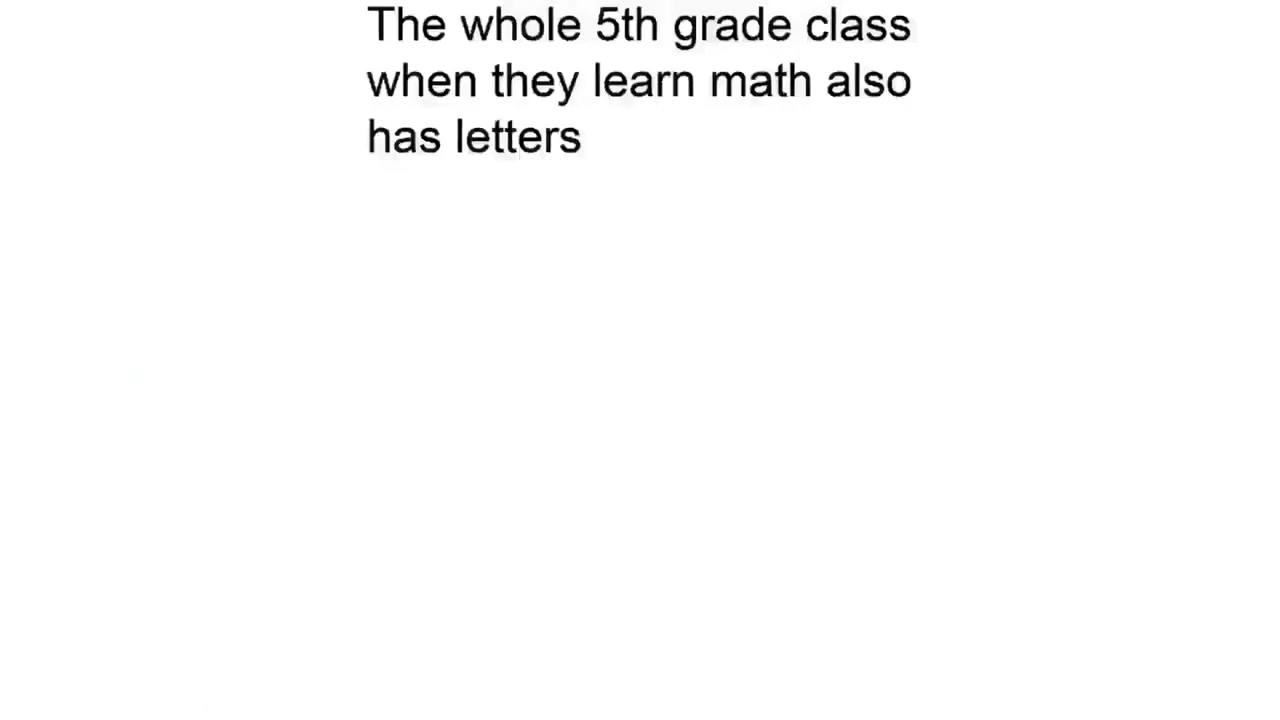 The whole 5th grade class
when they learn math also
has letters